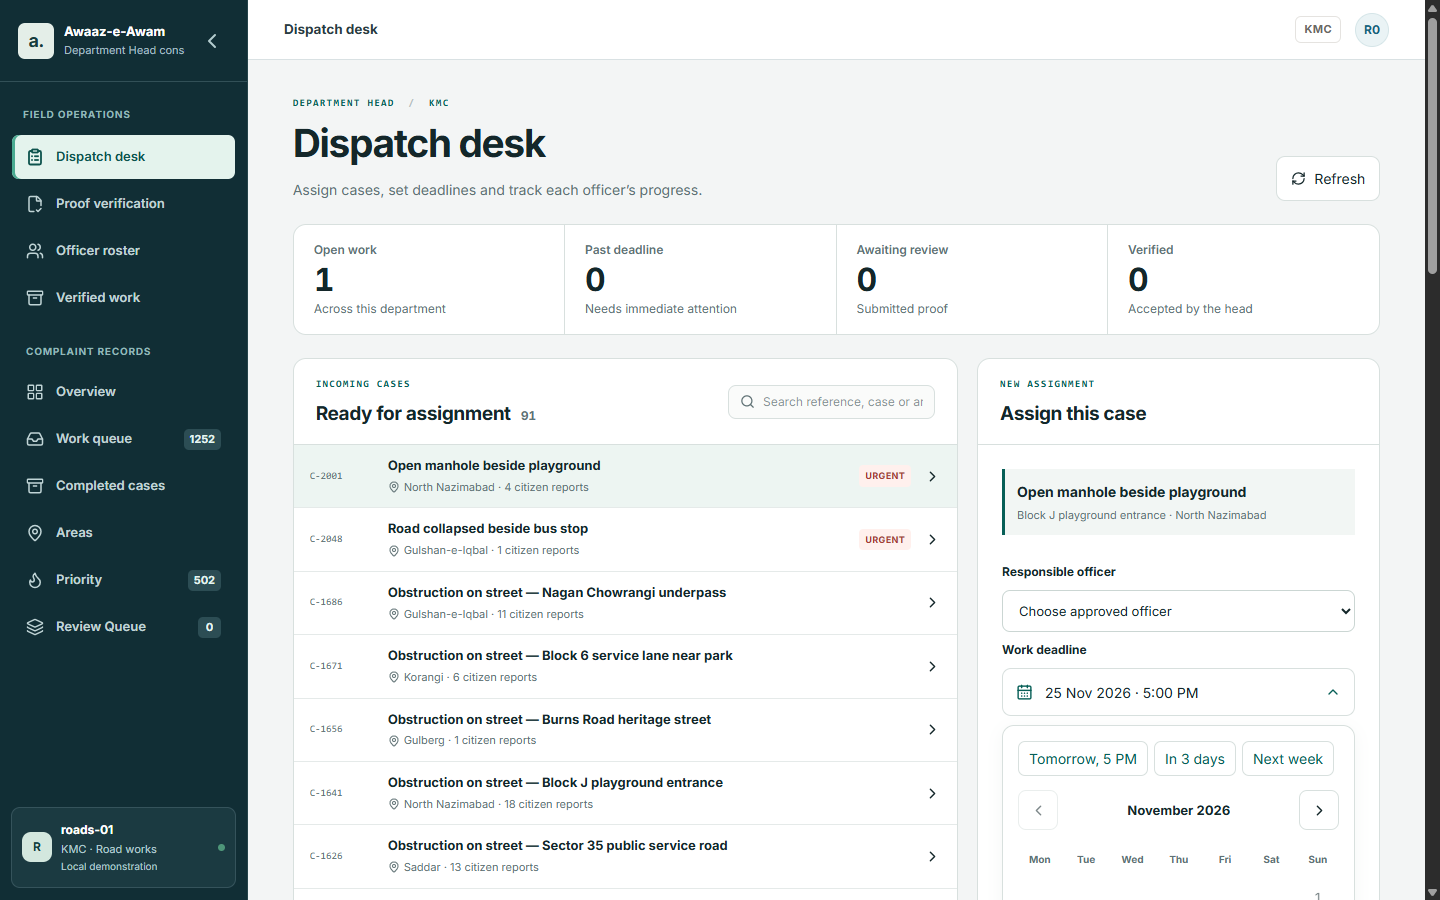 a.
Awaaz-e-Awam
Department Head cons
FIELD OPERATIONS
Dispatch desk
Proof verification
Officer roster
Verified work
COMPLAINT RECORDS
Overview
Work queue 1252
Completed cases
Areas
Priority 502
Review Queue 0
R
roads-01
KMC · Road works
Local demonstration
Dispatch desk
KMC
R0
DEPARTMENT HEAD / KMC
Dispatch desk
Assign cases, set deadlines and track each officer’s progress.
Refresh
Open work
1
Across this department
Past deadline
0
Needs immediate attention
Awaiting review
0
Submitted proof
Verified
0
Accepted by the head
INCOMING CASES
Ready for assignment 91
Search reference, case or ar
C-2001
Open manhole beside playground
North Nazimabad · 4 citizen reports
URGENT
C-2048
Road collapsed beside bus stop
Gulshan-e-Iqbal · 1 citizen reports
URGENT
C-1686
Obstruction on street — Nagan Chowrangi underpass
Gulshan-e-Iqbal · 11 citizen reports
C-1671
Obstruction on street — Block 6 service lane near park
Korangi · 6 citizen reports
C-1656
Obstruction on street — Burns Road heritage street
Gulberg · 1 citizen reports
C-1641
Obstruction on street — Block J playground entrance
North Nazimabad · 18 citizen reports
C-1626
Obstruction on street — Sector 35 public service road
Saddar · 13 citizen reports
NEW ASSIGNMENT
Assign this case
Open manhole beside playground
Block J playground entrance · North Nazimabad
Responsible officer
Choose approved officer
Work deadline
25 Nov 2026 · 5:00 PM
Tomorrow, 5 PM
In 3 days
Next week
November 2026
Mon Tue Wed Thu Fri Sat Sun
1